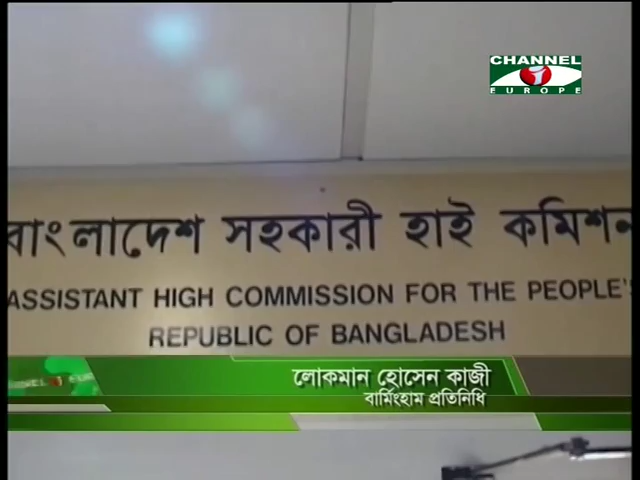 CHANNEL
EUROPE
বাংলাদেশ সহকারী হাই কমিশন
ASSISTANT HIGH COMMISSION FOR THE PEOPLE'S
REPUBLIC OF BANGLADESH
লোকমান হোসেন কাজী
বার্মিংহাম প্রতিনিধি